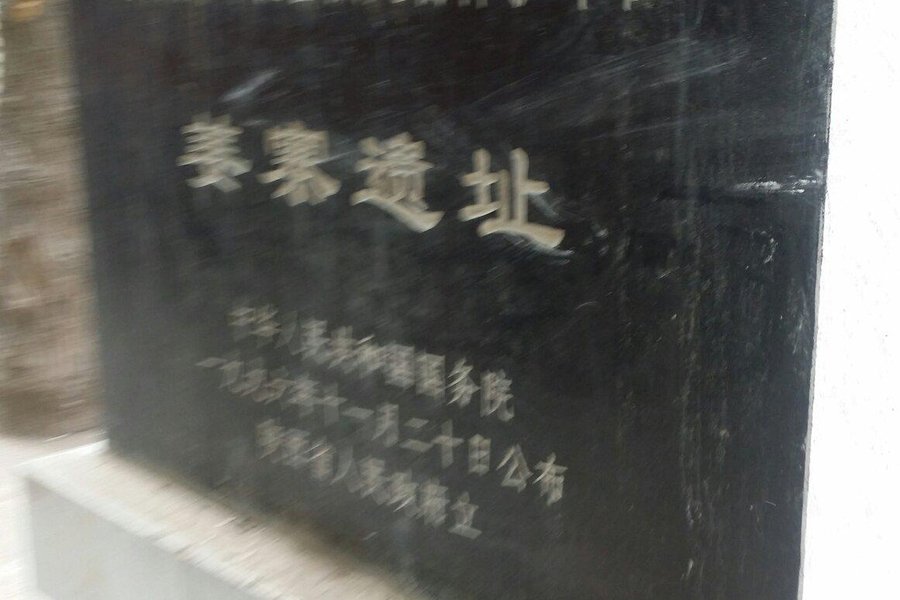 姜寨遗址
中华人民共和国国务院
一九九六年十一月二十日公布
陕西省人民政府立